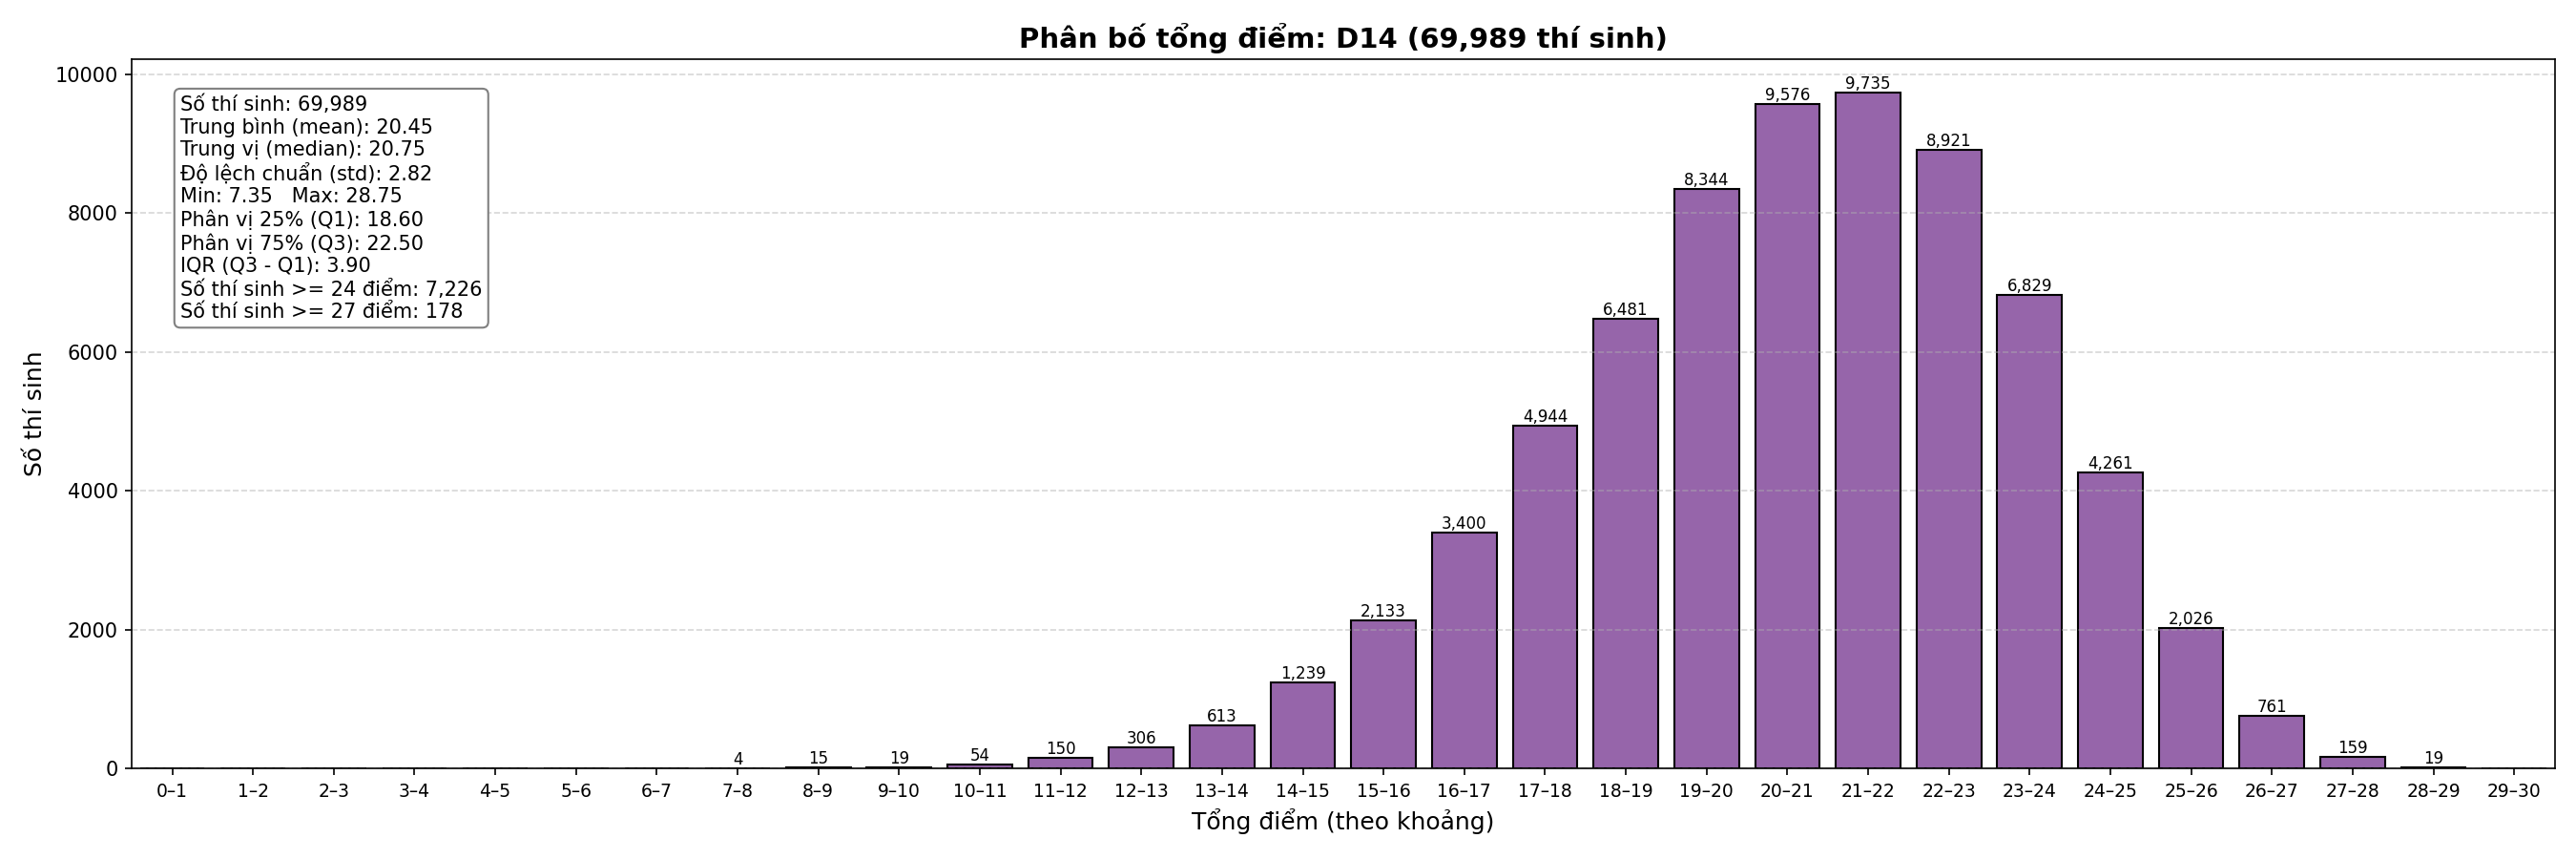 Phân bố tổng điểm: D14 (69,989 thí sinh)
Số thí sinh: 69,989
Trung bình (mean): 20.45
Trung vị (median): 20.75
Độ lệch chuẩn (std): 2.82
Min: 7.35 Max: 28.75
Phân vị 25% (Q1): 18.60
Phân vị 75% (Q3): 22.50
IQR (Q3 - Q1): 3.90
Số thí sinh >= 24 điểm: 7,226
Số thí sinh >= 27 điểm: 178
Số thí sinh
10000
8000
6000
4000
2000
0
4
15
19
54
150
306
613
1,239
2,133
3,400
4,944
6,481
8,344
9,576
9,735
8,921
6,829
4,261
2,026
761
159
19
0–1 1–2 2–3 3–4 4–5 5–6 6–7 7–8 8–9 9–10 10–11 11–12 12–13 13–14 14–15 15–16 16–17 17–18 18–19 19–20 20–21 21–22 22–23 23–24 24–25 25–26 26–27 27–28 28–29 29–30
Tổng điểm (theo khoảng)